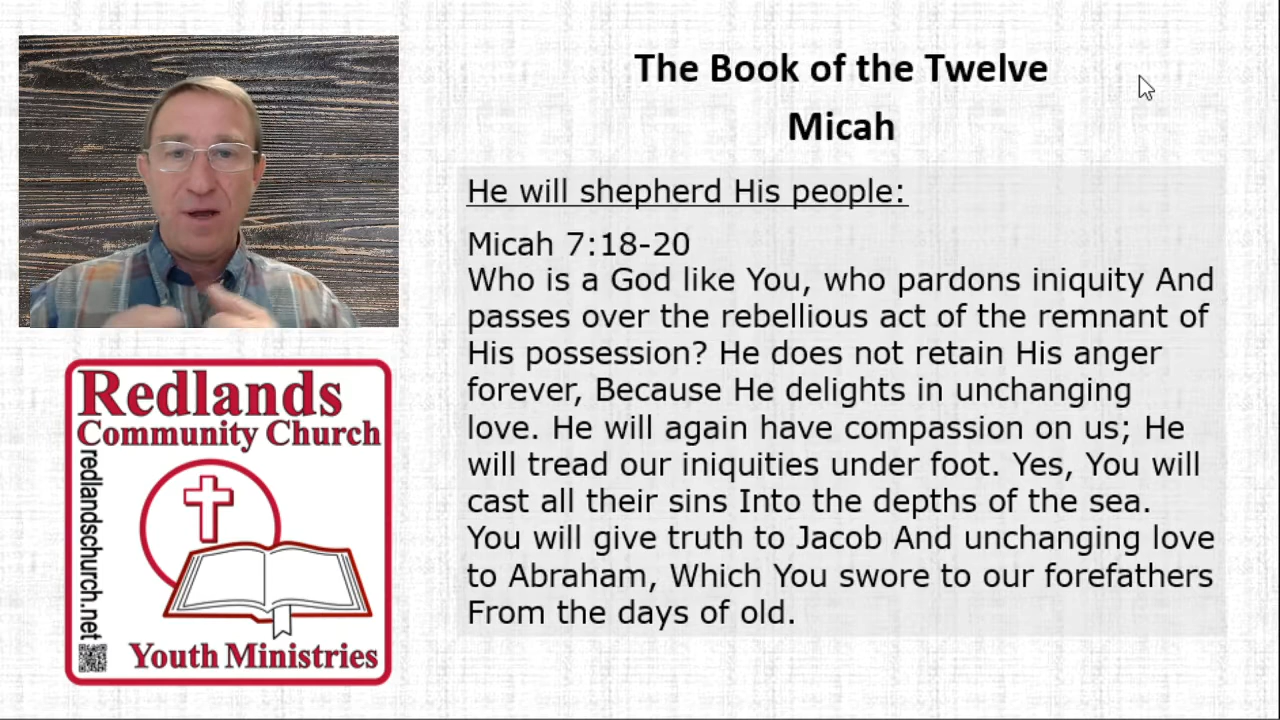 The Book of the Twelve
Micah
He will shepherd His people:
Micah 7:18-20
Who is a God like You, who pardons iniquity And
passes over the rebellious act of the remnant of
His possession? He does not retain His anger
forever, Because He delights in unchanging
love. He will again have compassion on us; He
will tread our iniquities under foot. Yes, You will
cast all their sins Into the depths of the sea.
You will give truth to Jacob And unchanging love
to Abraham, Which You swore to our forefathers
From the days of old.
Redlands
Community Church
redlandschurch.net
Youth Ministries